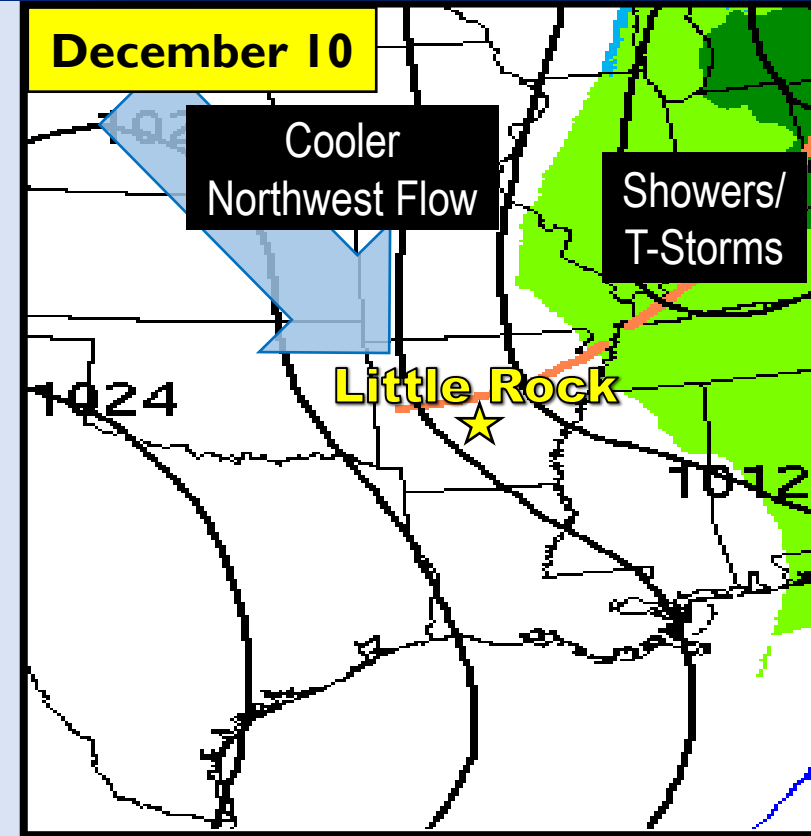 December 10
Cooler
Northwest Flow
Showers/
T-Storms
Little Rock
1024
1012